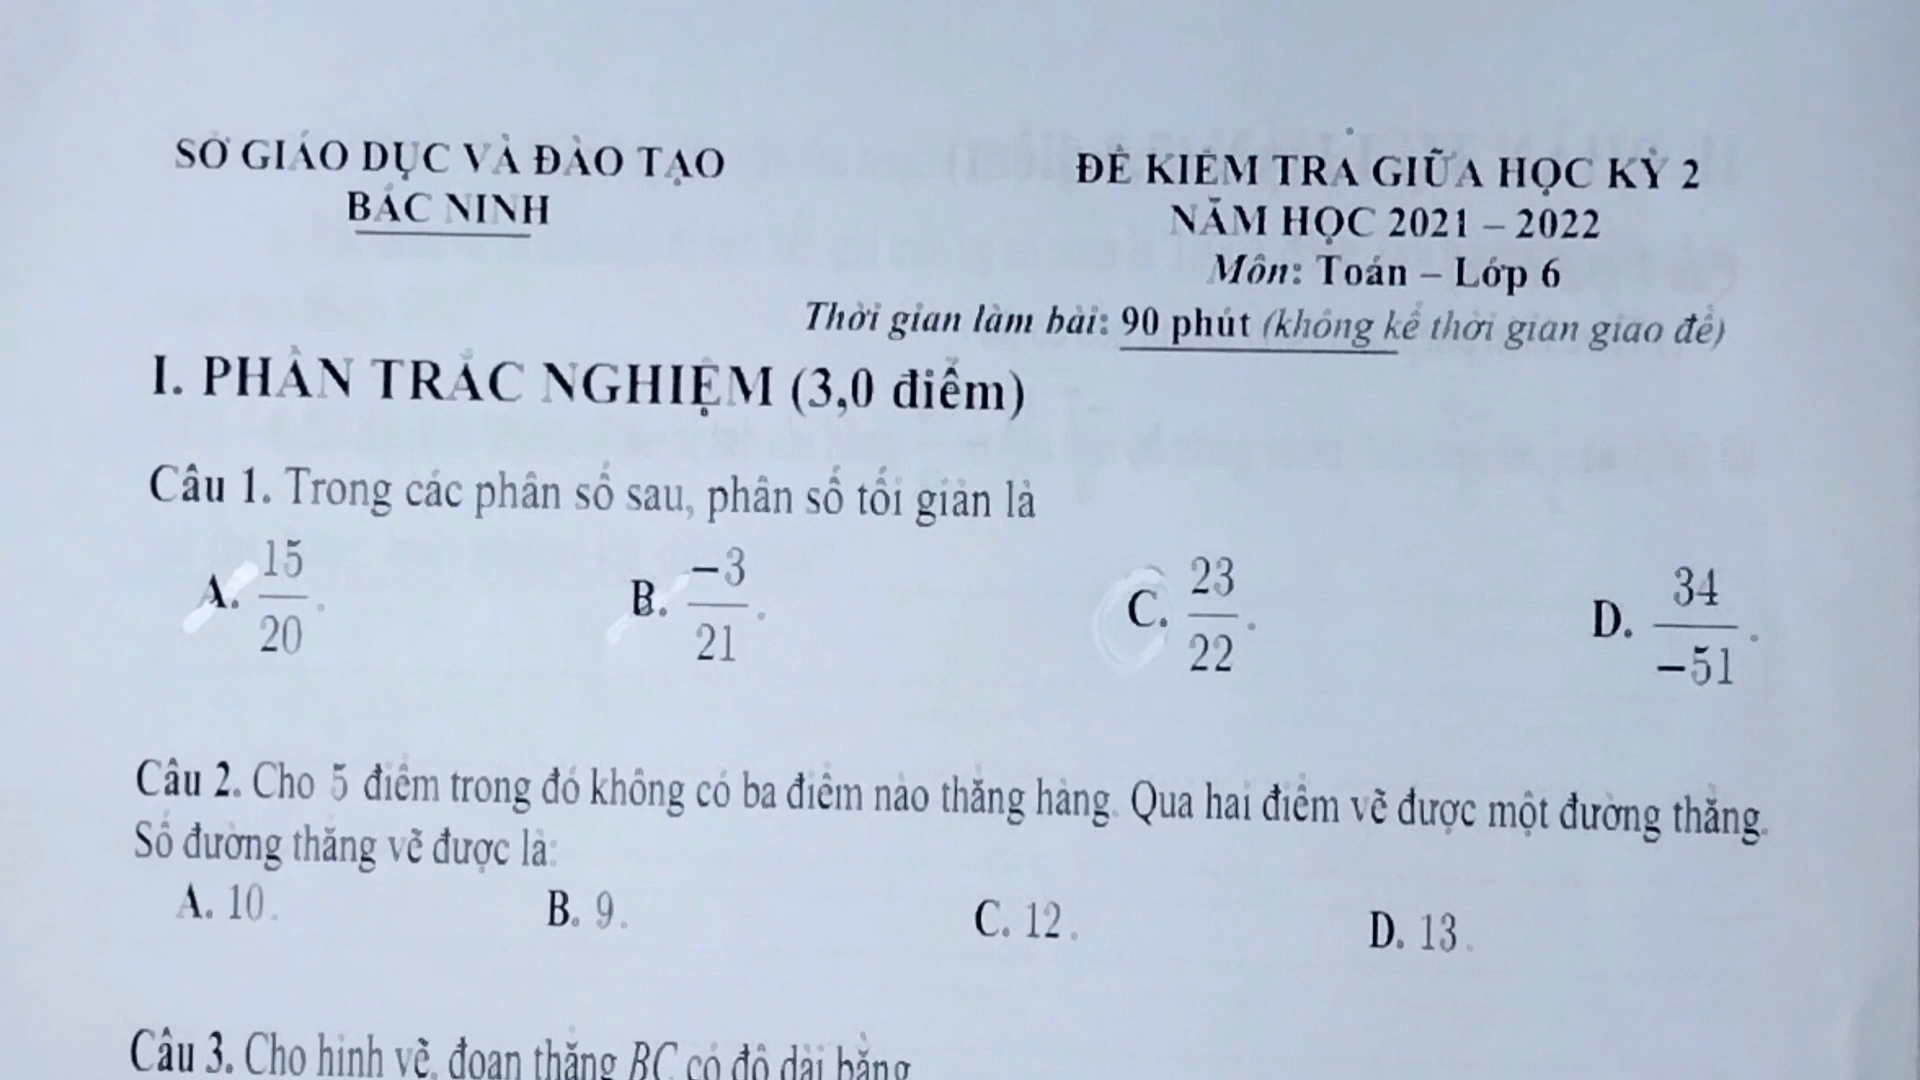 SỞ GIÁO DỤC VÀ ĐÀO TẠO
BẮC NINH
ĐỀ KIỂM TRA GIỮA HỌC KỲ 2
NĂM HỌC 2021 – 2022
Môn: Toán – Lớp 6
Thời gian làm bài: 90 phút (không kể thời gian giao đề)
I. PHẦN TRẮC NGHIỆM (3,0 điểm)
Câu 1. Trong các phân số sau, phân số tối giản là
A. 15/20. B. −3/21. C. 23/22. D. 34/−51.
Câu 2. Cho 5 điểm trong đó không có ba điểm nào thẳng hàng. Qua hai điểm vẽ được một đường thẳng.
Số đường thẳng vẽ được là:
A. 10. B. 9. C. 12. D. 13.
Câu 3. Cho hình vẽ, đoạn thẳng BC có độ dài bằng